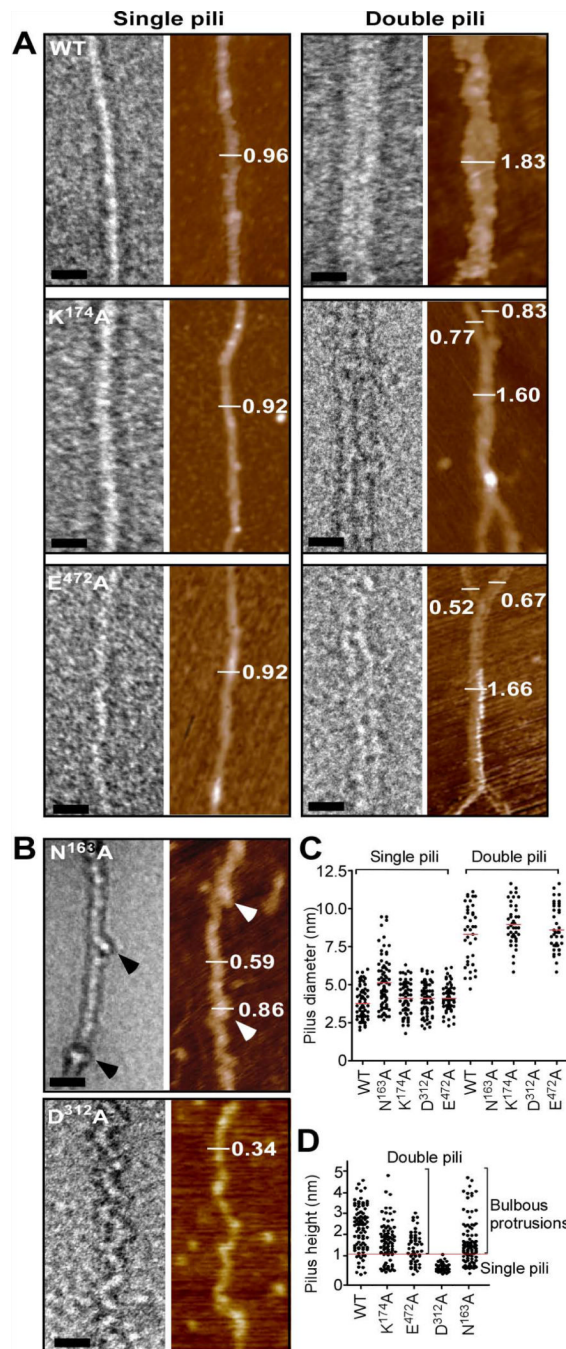 Single pili Double pili
A
WT
0.96
1.83
K¹⁷⁴A
0.92
0.83
0.77
1.60
E⁴⁷²A
0.92
0.52
0.67
1.66
B
N¹⁶³A
0.59
0.86
D³¹²A
0.34
C
Single pili Double pili
Pilus diameter (nm)
12.5
10.0
7.5
5.0
2.5
0
WT
N¹⁶³A
K¹⁷⁴A
D³¹²A
E⁴⁷²A
WT
N¹⁶³A
K¹⁷⁴A
D³¹²A
E⁴⁷²A
D
Double pili
Pilus height (nm)
5
4
3
2
1
0
Bulbous
protrusions
Single pili
WT
K¹⁷⁴A
E⁴⁷²A
D³¹²A
N¹⁶³A